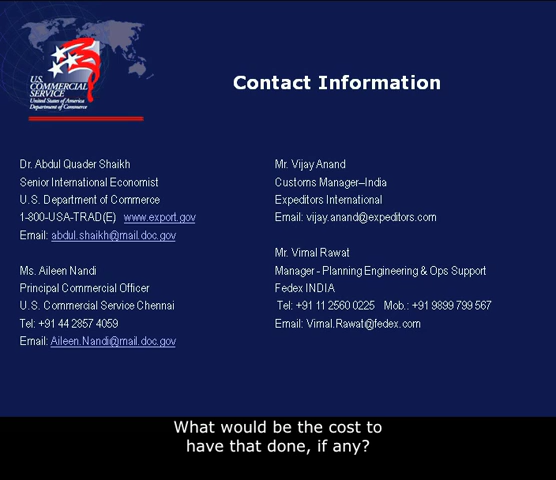 U.S.
COMMERCIAL
SERVICE
United States of America
Department of Commerce
Contact Information
Dr. Abdul Quader Shaikh
Senior International Economist
U.S. Department of Commerce
1-800-USA-TRAD(E) www.export.gov
Email: abdul.shaikh@mail.doc.gov
Ms. Aileen Nandi
Principal Commercial Officer
U.S. Commercial Service Chennai
Tel: +91 44 2857 4059
Email: Aileen.Nandi@mail.doc.gov
Mr. Vijay Anand
Customs Manager–India
Expeditors International
Email: vijay.anand@expeditors.com
Mr. Vimal Rawat
Manager - Planning Engineering & Ops Support
Fedex INDIA
Tel: +91 11 2560 0225 Mob.: +91 9899 799 567
Email: Vimal.Rawat@fedex.com
What would be the cost to
have that done, if any?